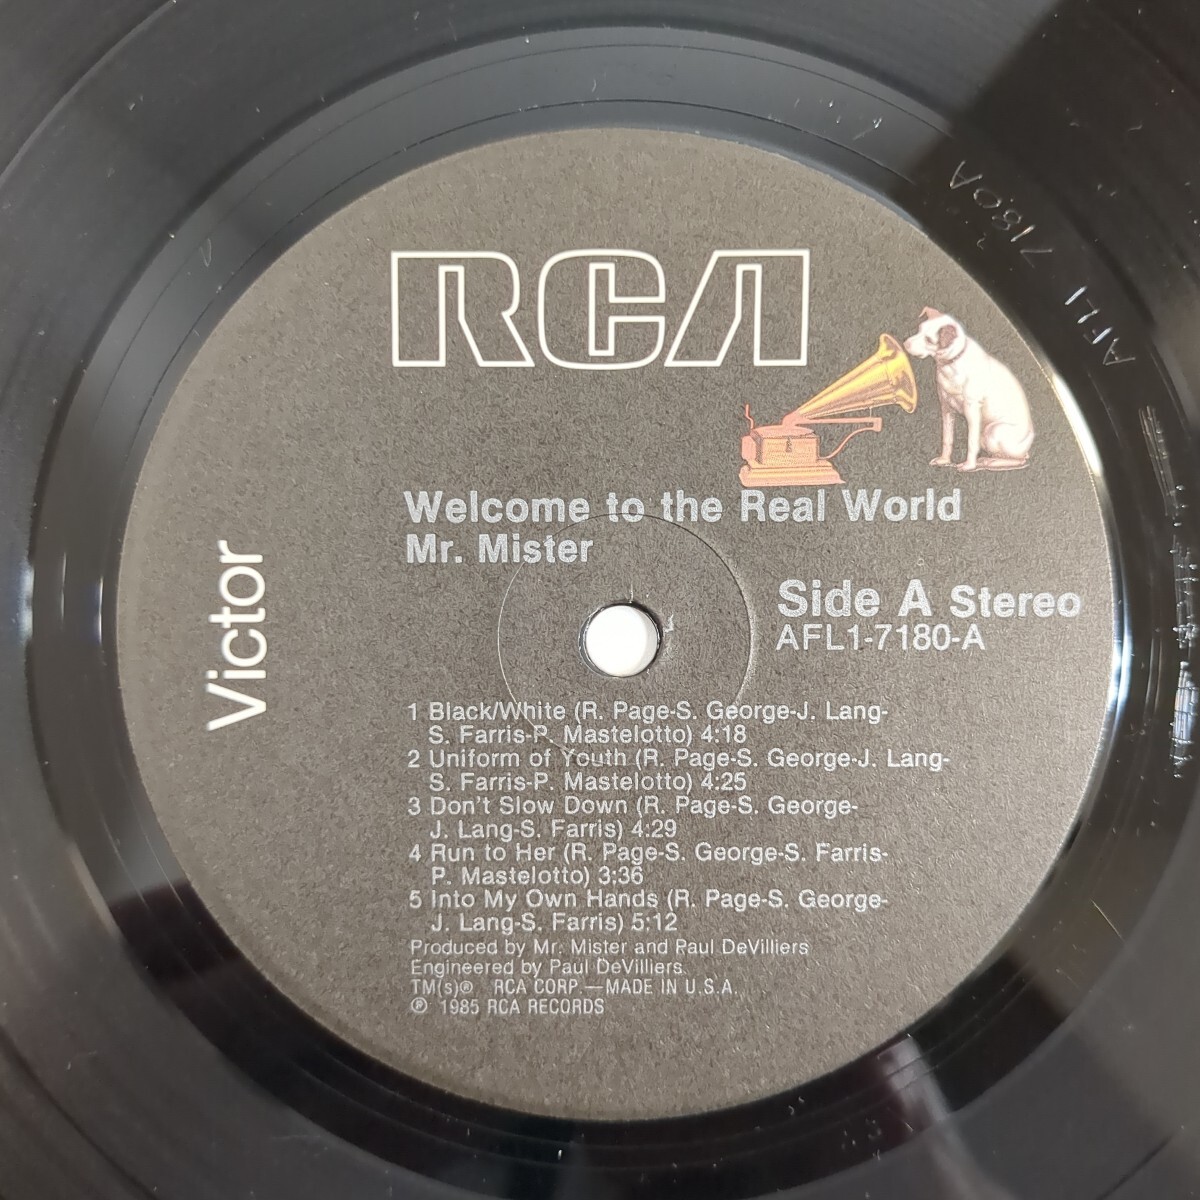 RCA
Victor
Welcome to the Real World
Mr. Mister
Side A Stereo
AFL1-7180-A
1 Black/White (R. Page-S. George-J. Lang-
S. Farris-P. Mastelotto) 4:18
2 Uniform of Youth (R. Page-S. George-J. Lang-
S. Farris-P. Mastelotto) 4:25
3 Don't Slow Down (R. Page-S. George-
J. Lang-S. Farris) 4:29
4 Run to Her (R. Page-S. George-S. Farris-
P. Mastelotto) 3:36
5 Into My Own Hands (R. Page-S. George-
J. Lang-S. Farris) 5:12
Produced by Mr. Mister and Paul DeVilliers
Engineered by Paul DeVilliers
TM(s)® RCA CORP.—MADE IN U.S.A.
℗ 1985 RCA RECORDS
AFL1 7180A